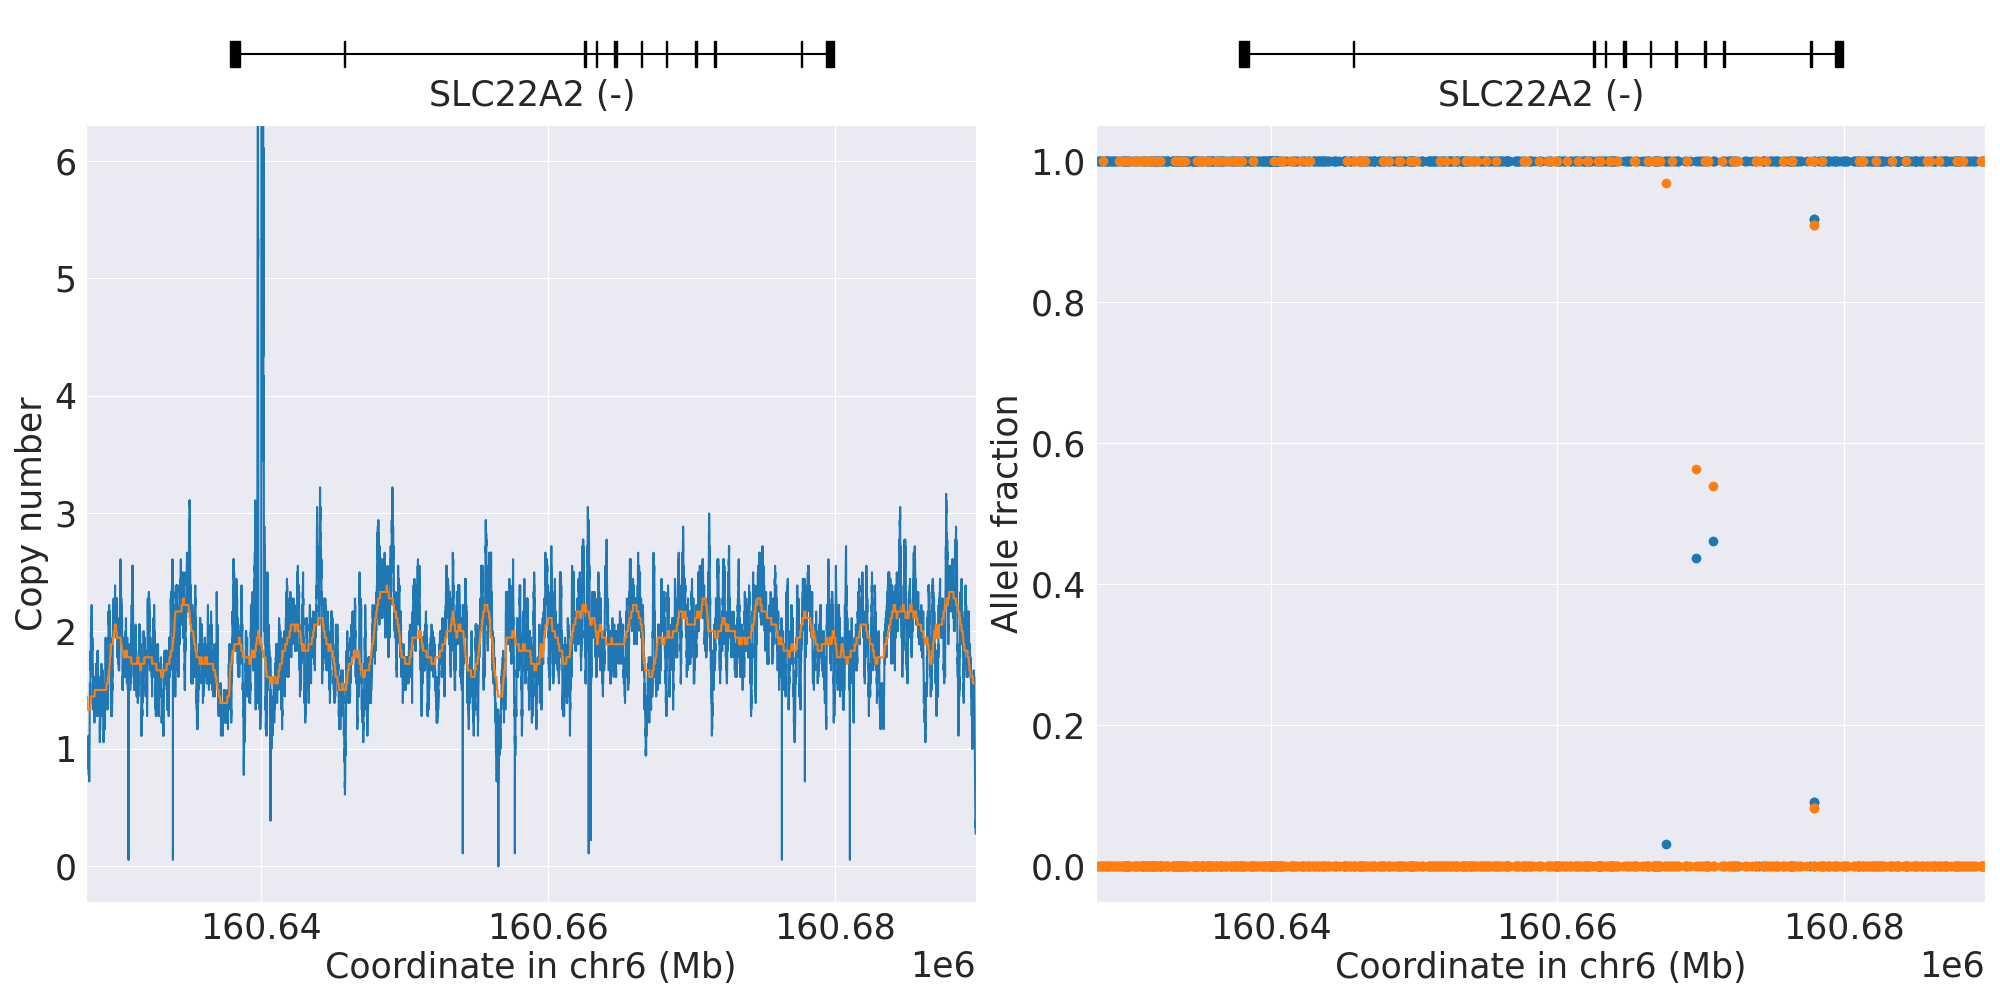 SLC22A2 (-)
6
5
4
3
2
1
0
Copy number
160.64
160.66
160.68
Coordinate in chr6 (Mb)
1e6
SLC22A2 (-)
1.0
0.8
0.6
0.4
0.2
0.0
Allele fraction
160.64
160.66
160.68
Coordinate in chr6 (Mb)
1e6